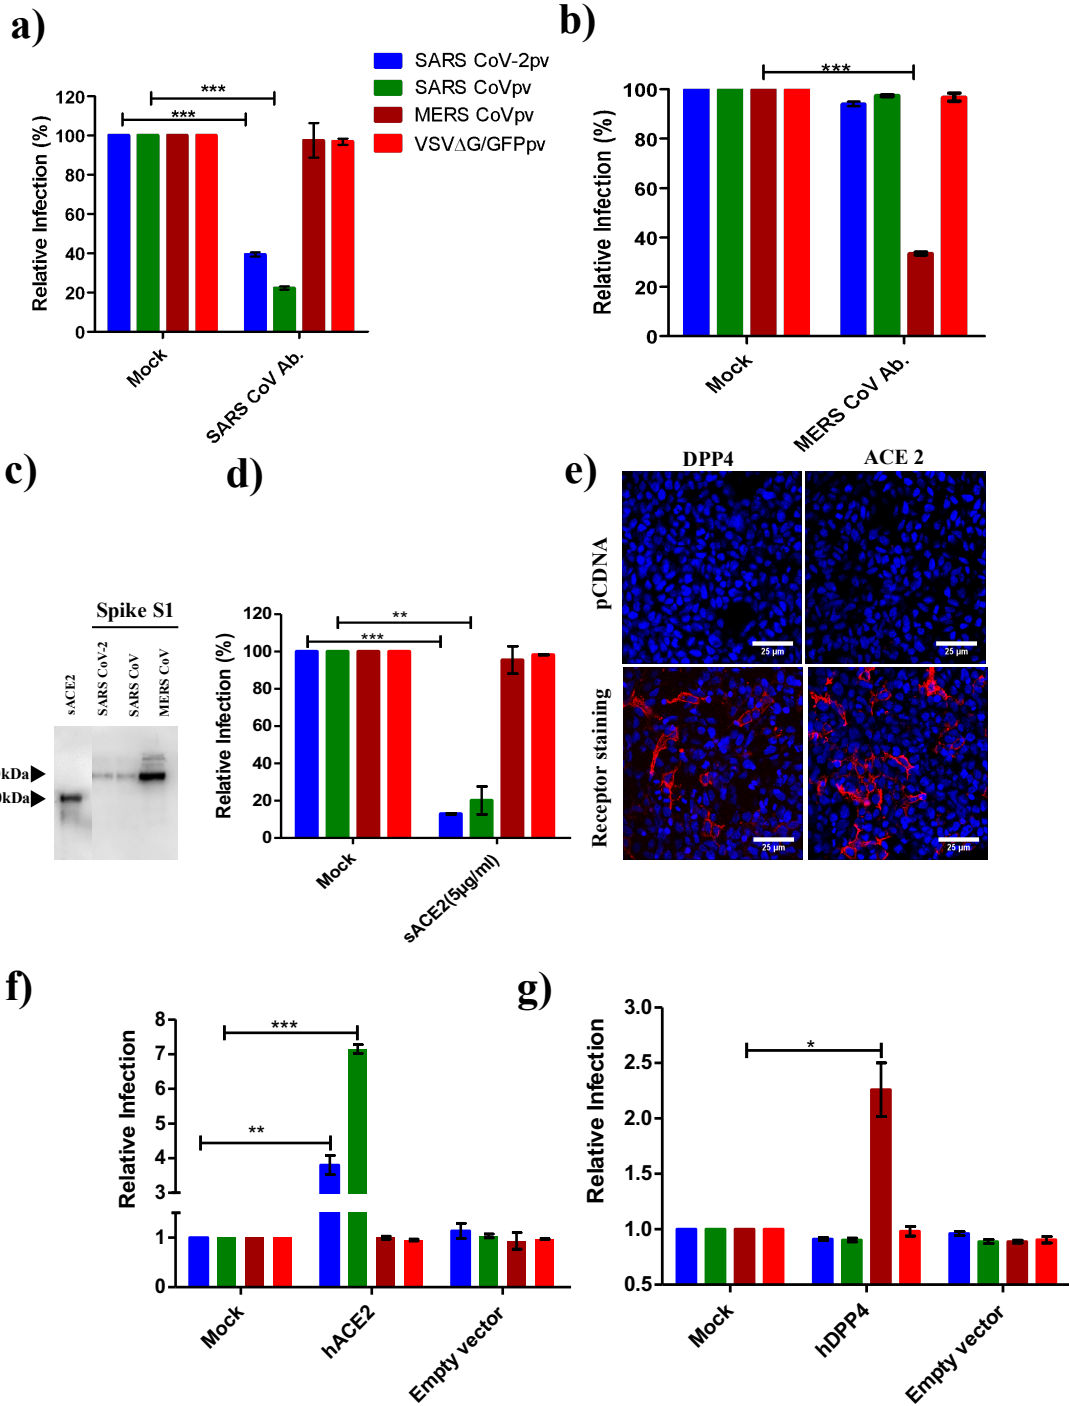 a)
SARS CoV-2pv
SARS CoVpv
MERS CoVpv
VSVΔG/GFPpv
Relative Infection (%)
120
100
80
60
40
20
0
***
***
Mock
SARS CoV Ab.
b)
Relative Infection (%)
100
80
60
40
20
0
***
Mock
MERS CoV Ab.
c)
Spike S1
sACE2
SARS CoV-2
SARS CoV
MERS CoV
kDa
kDa
d)
Relative Infection (%)
120
100
80
60
40
20
0
**
***
Mock
sACE2(5µg/ml)
e)
DPP4
ACE 2
pCDNA
25 µm
25 µm
Receptor staining
25 µm
25 µm
f)
Relative Infection
8
7
6
5
4
3
1
0
***
**
Mock
hACE2
Empty vector
g)
Relative Infection
3.0
2.5
2.0
1.5
1.0
0.5
*
Mock
hDPP4
Empty vector